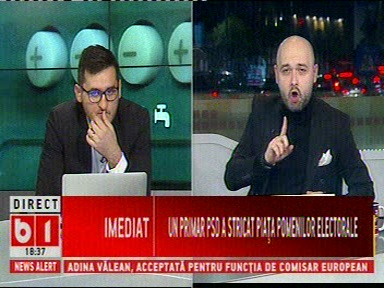 DIRECT
b1
18:37
IMEDIAT
UN PRIMAR PSD A STRICAT PIAȚA POMENILOR ELECTORALE
NEWS ALERT
ADINA VĂLEAN, ACCEPTATĂ PENTRU FUNCȚIA DE COMISAR EUROPEAN